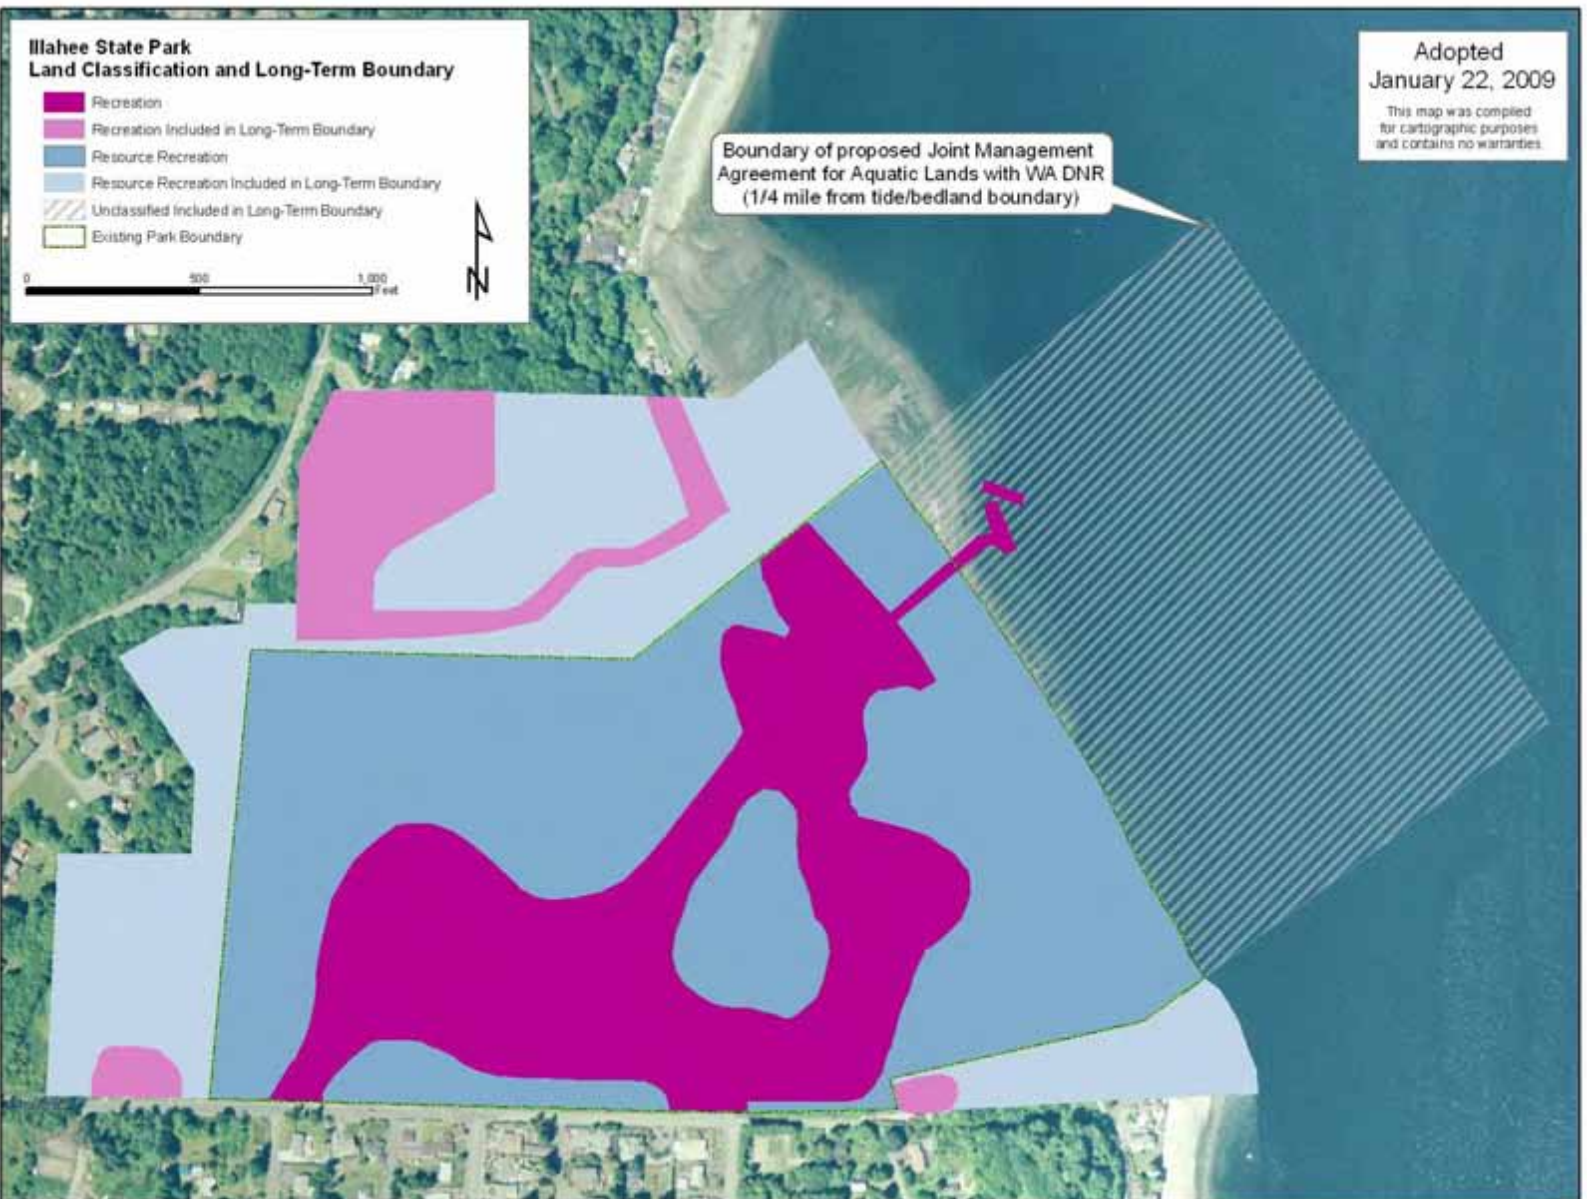 Illahee State Park
Land Classification and Long-Term Boundary
Recreation
Recreation Included in Long-Term Boundary
Resource Recreation
Resource Recreation Included in Long-Term Boundary
Unclassified Included in Long-Term Boundary
Existing Park Boundary
0 500 1,000
Feet
N
Boundary of proposed Joint Management
Agreement for Aquatic Lands with WA DNR
(1/4 mile from tide/bedland boundary)
Adopted
January 22, 2009
This map was compiled
for cartographic purposes
and contains no warranties.